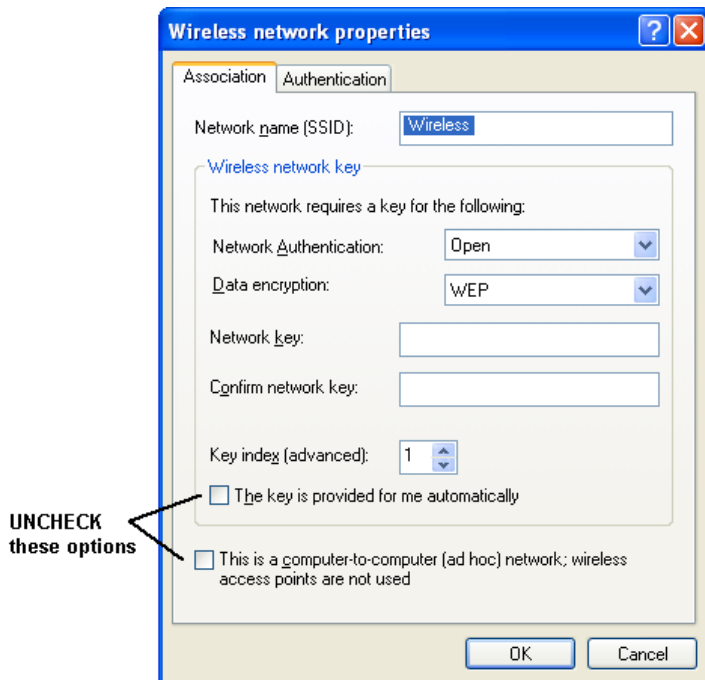 Wireless network properties
Association Authentication
Network name (SSID): Wireless
Wireless network key
This network requires a key for the following:
Network Authentication: Open
Data encryption: WEP
Network key:
Confirm network key:
Key index (advanced): 1
The key is provided for me automatically
UNCHECK
these options
This is a computer-to-computer (ad hoc) network; wireless
access points are not used
OK Cancel